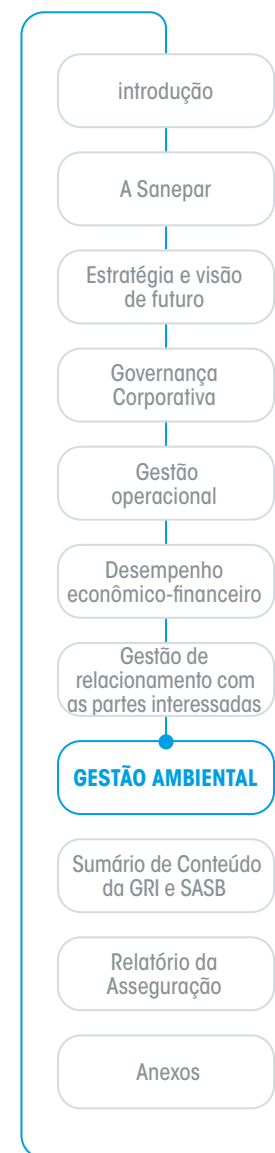 introdução
A Sanepar
Estratégia e visão
de futuro
Governança
Corporativa
Gestão
operacional
Desempenho
econômico-financeiro
Gestão de
relacionamento com
as partes interessadas
GESTÃO AMBIENTAL
Sumário de Conteúdo
da GRI e SASB
Relatório da
Asseguração
Anexos